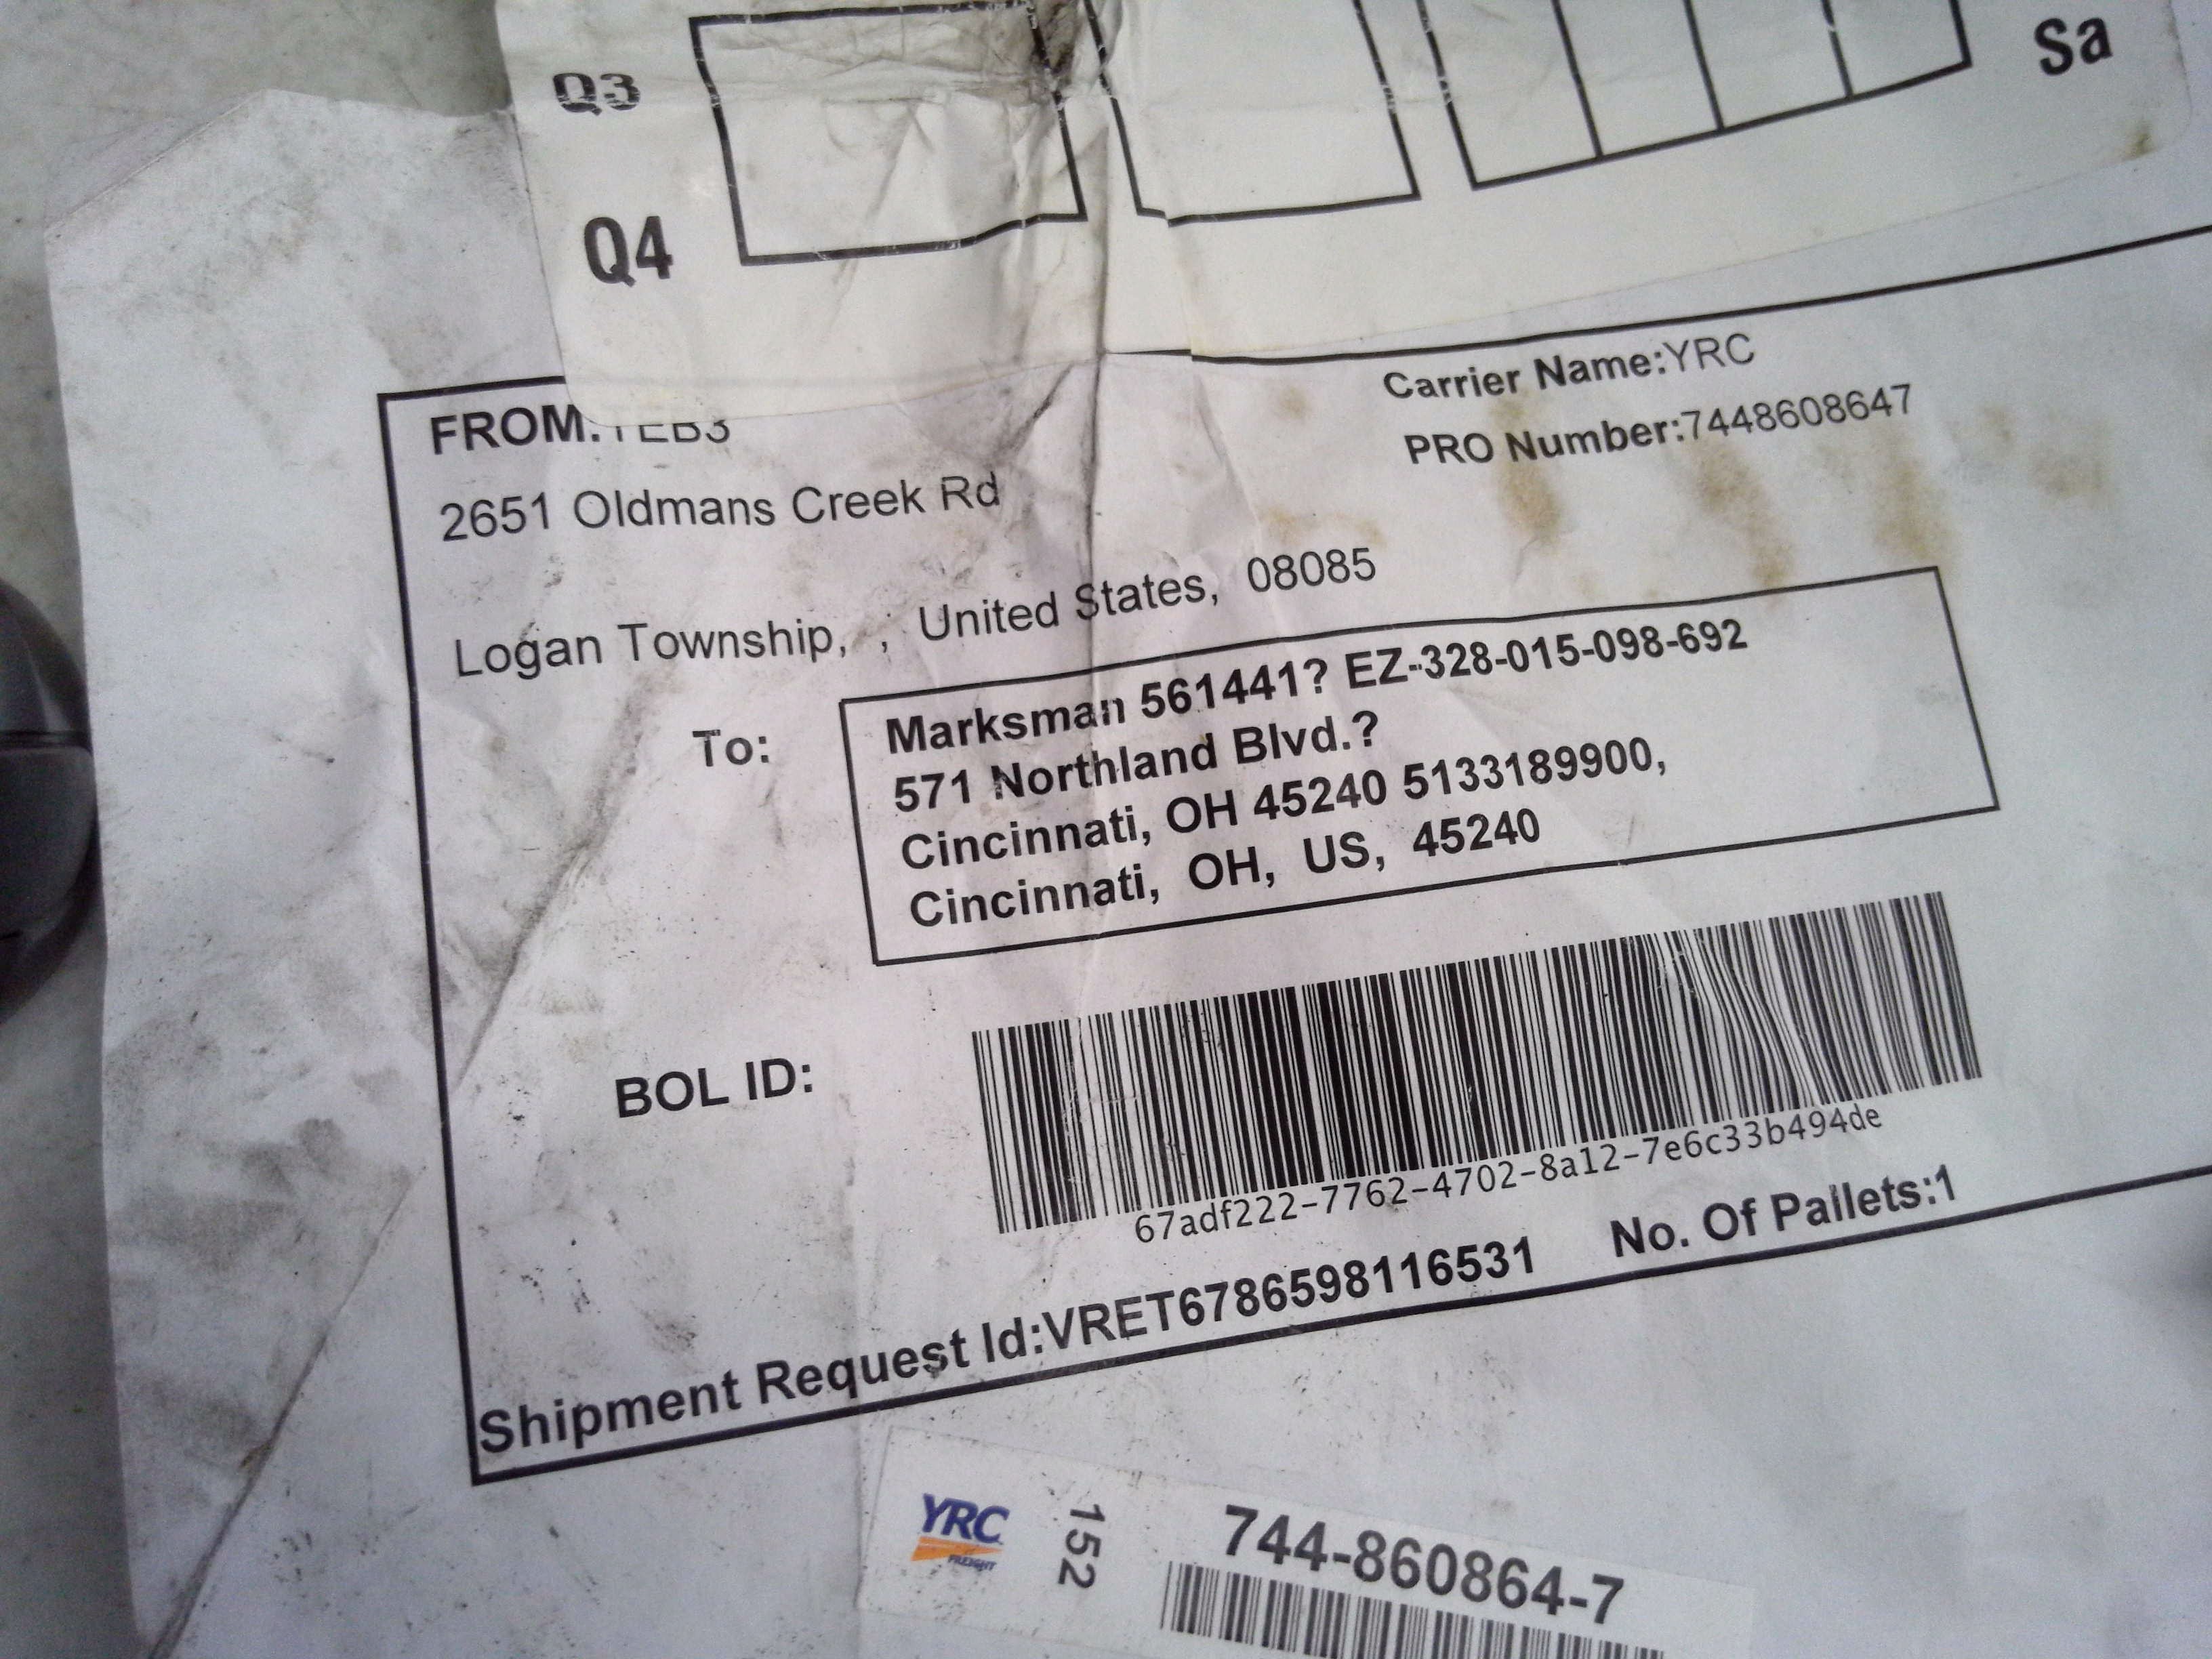 Q3
Sa
Q4
Carrier Name:YRC
PRO Number:7448608647
FROM: TEB3
2651 Oldmans Creek Rd
Logan Township, , United States, 08085
To:
Marksman 561441? EZ-328-015-098-692
571 Northland Blvd.?
Cincinnati, OH 45240 5133189900,
Cincinnati, OH, US, 45240
BOL ID:
67adf222-7762-4702-8a12-7e6c33b494de
Shipment Request Id:VRET6786598116531 No. Of Pallets:1
YRC
FREIGHT
152
744-860864-7